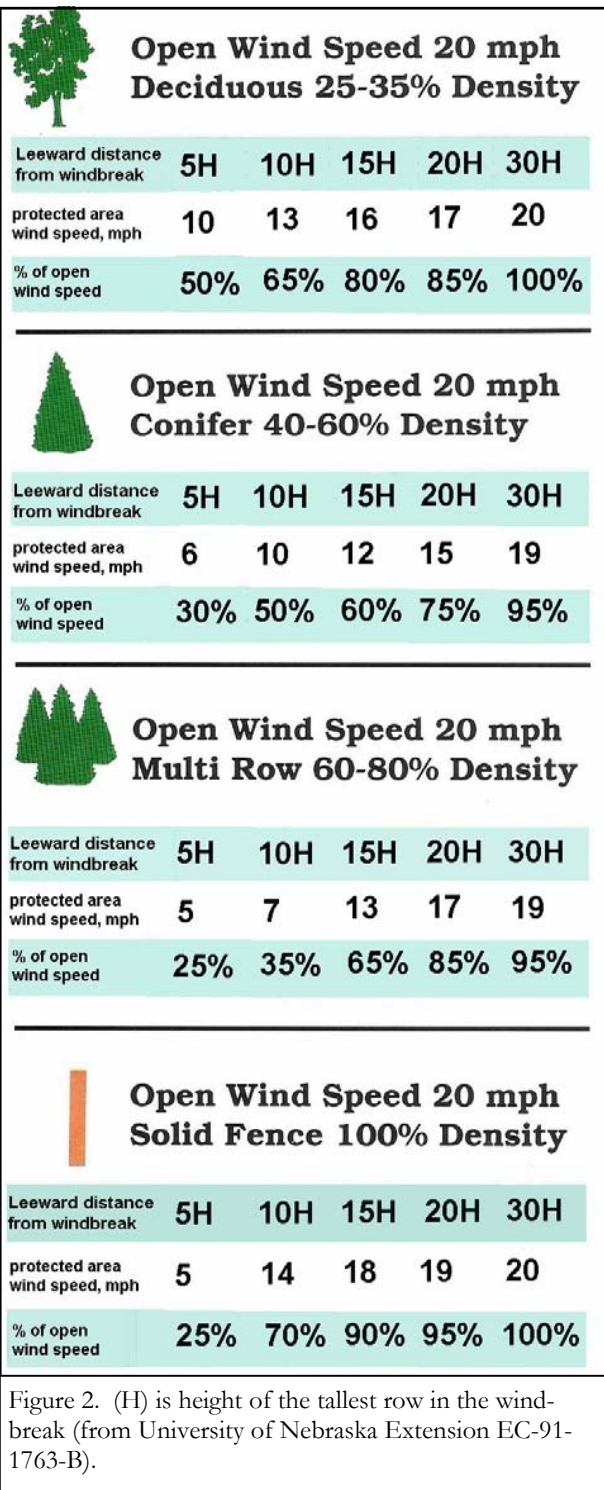 Open Wind Speed 20 mph
Deciduous 25-35% Density
Leeward distance
from windbreak 5H 10H 15H 20H 30H
protected area
wind speed, mph 10 13 16 17 20
% of open
wind speed 50% 65% 80% 85% 100%
Open Wind Speed 20 mph
Conifer 40-60% Density
Leeward distance
from windbreak 5H 10H 15H 20H 30H
protected area
wind speed, mph 6 10 12 15 19
% of open
wind speed 30% 50% 60% 75% 95%
Open Wind Speed 20 mph
Multi Row 60-80% Density
Leeward distance
from windbreak 5H 10H 15H 20H 30H
protected area
wind speed, mph 5 7 13 17 19
% of open
wind speed 25% 35% 65% 85% 95%
Open Wind Speed 20 mph
Solid Fence 100% Density
Leeward distance
from windbreak 5H 10H 15H 20H 30H
protected area
wind speed, mph 5 14 18 19 20
% of open
wind speed 25% 70% 90% 95% 100%
Figure 2. (H) is height of the tallest row in the wind-
break (from University of Nebraska Extension EC-91-
1763-B).